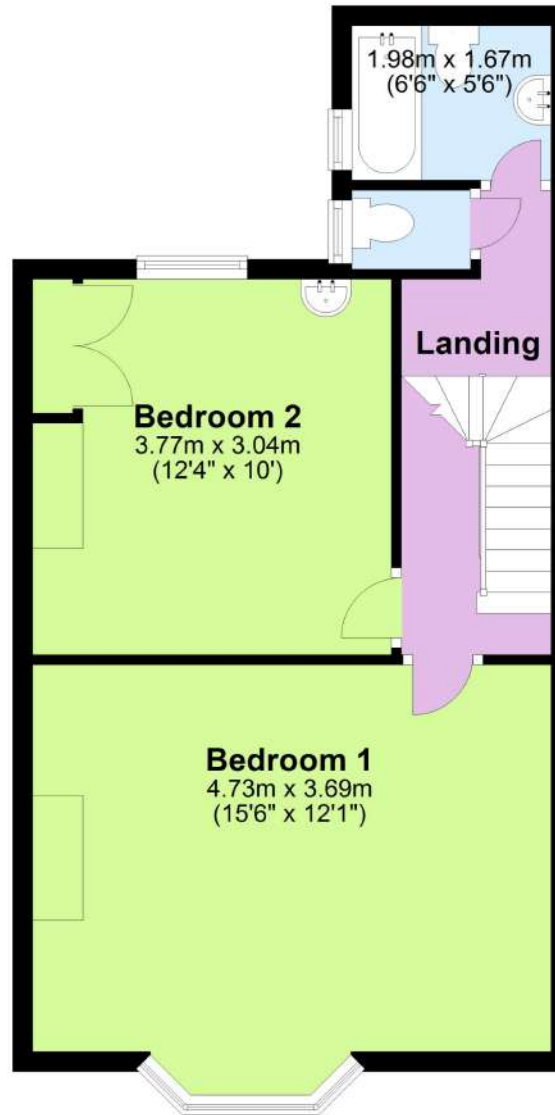 1.98m x 1.67m
(6'6" x 5'6")
Landing
Bedroom 2
3.77m x 3.04m
(12'4" x 10')
Bedroom 1
4.73m x 3.69m
(15'6" x 12'1")